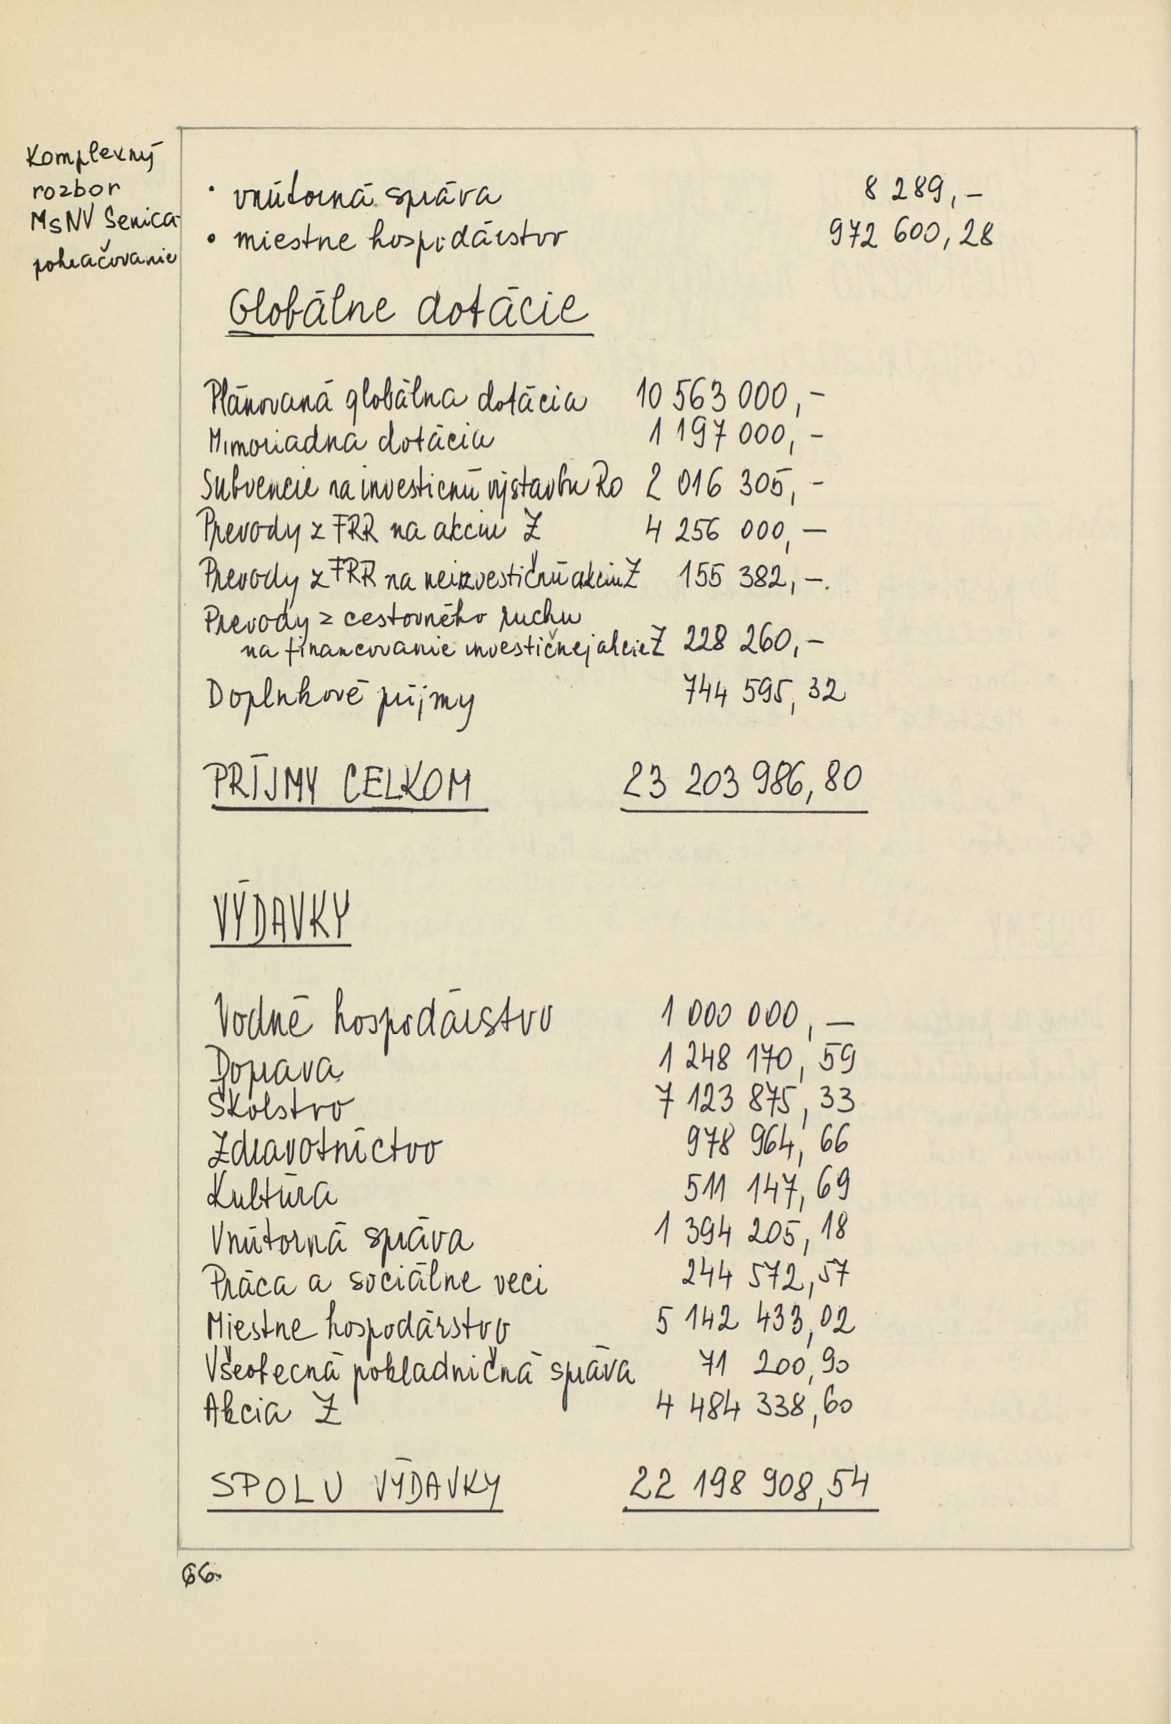 Komplexný
rozbor
MsNV Senica
pokračovanie
• vnútorná správa 8 289,-
• miestne hospodárstvo 972 600,28
Globálne dotácie
Plánovaná globálna dotácia 10 563 000,-
Mimoriadna dotácia 1 197 000,-
Subvencie na investičnú výstavbu Ro 2 016 305,-
Prevody z FRR na akciu Z 4 256 000,—
Prevody z FRR na neinvestičnú akciu Z 155 382,-.
Prevody z cestovného ruchu
na financovanie investičnej akcie Z 228 260,-
Doplnkové príjmy 744 595,32
PRÍJMY CELKOM 23 203 986,80
VÝDAVKY
Vodné hospodárstvo 1 000 000,—
Doprava 1 248 170,59
Školstvo 7 123 875,33
Zdravotníctvo 978 964,66
Kultúra 511 147,69
Vnútorná správa 1 394 205,18
Práca a sociálne veci 244 572,57
Miestne hospodárstvo 5 142 433,02
Všeobecná pokladničná správa 71 200,90
Akcia Z 4 484 338,60
SPOLU VÝDAVKY 22 198 908,54
66.